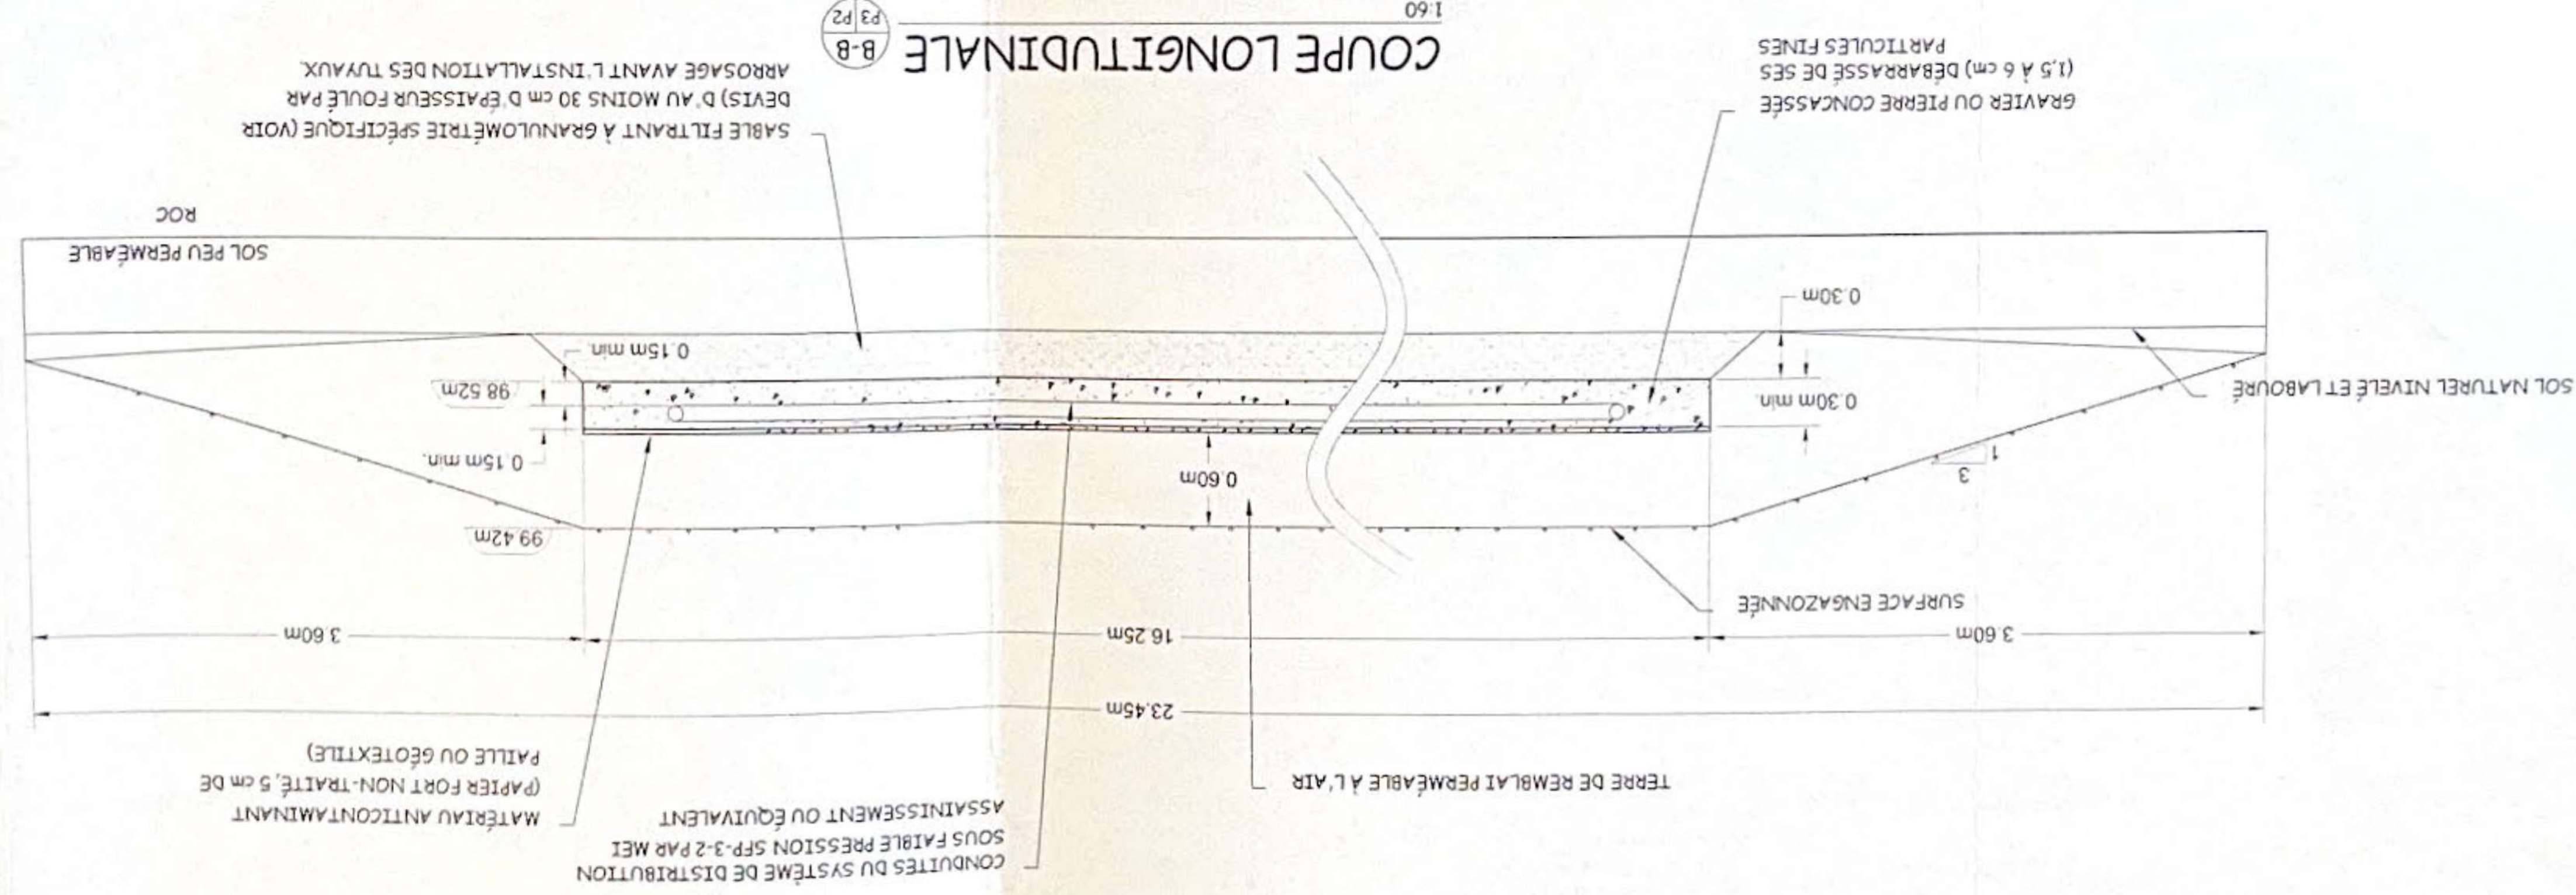 CONDUITES DU SYSTÈME DE DISTRIBUTION
SOUS FAIBLE PRESSION SFP-3-2 PAR MEI
ASSAINISSEMENT OU ÉQUIVALENT
TERRE DE REMBLAI PERMÉABLE À L'AIR
MATÉRIAU ANTICONTAMINANT
(PAPIER FORT NON-TRAITÉ, 5 cm DE
PAILLE OU GÉOTEXTILE)
23.45m
3.60m
16.25m
3.60m
SURFACE ENGAZONNÉE
99.42m
0.60m
3
1
0.15m min.
98.52m
0.15m min.
0.30m min.
0.30m
SOL NATUREL NIVELÉ ET LABOURÉ
SOL PEU PERMÉABLE
ROC
GRAVIER OU PIERRE CONCASSÉE
(1,5 À 6 cm) DÉBARRASSÉ DE SES
PARTICULES FINES
SABLE FILTRANT À GRANULOMÉTRIE SPÉCIFIQUE (VOIR
DEVIS) D'AU MOINS 30 cm D'ÉPAISSEUR FOULÉ PAR
ARROSAGE AVANT L'INSTALLATION DES TUYAUX.
COUPE LONGITUDINALE
1:60
B-B
P3 P2